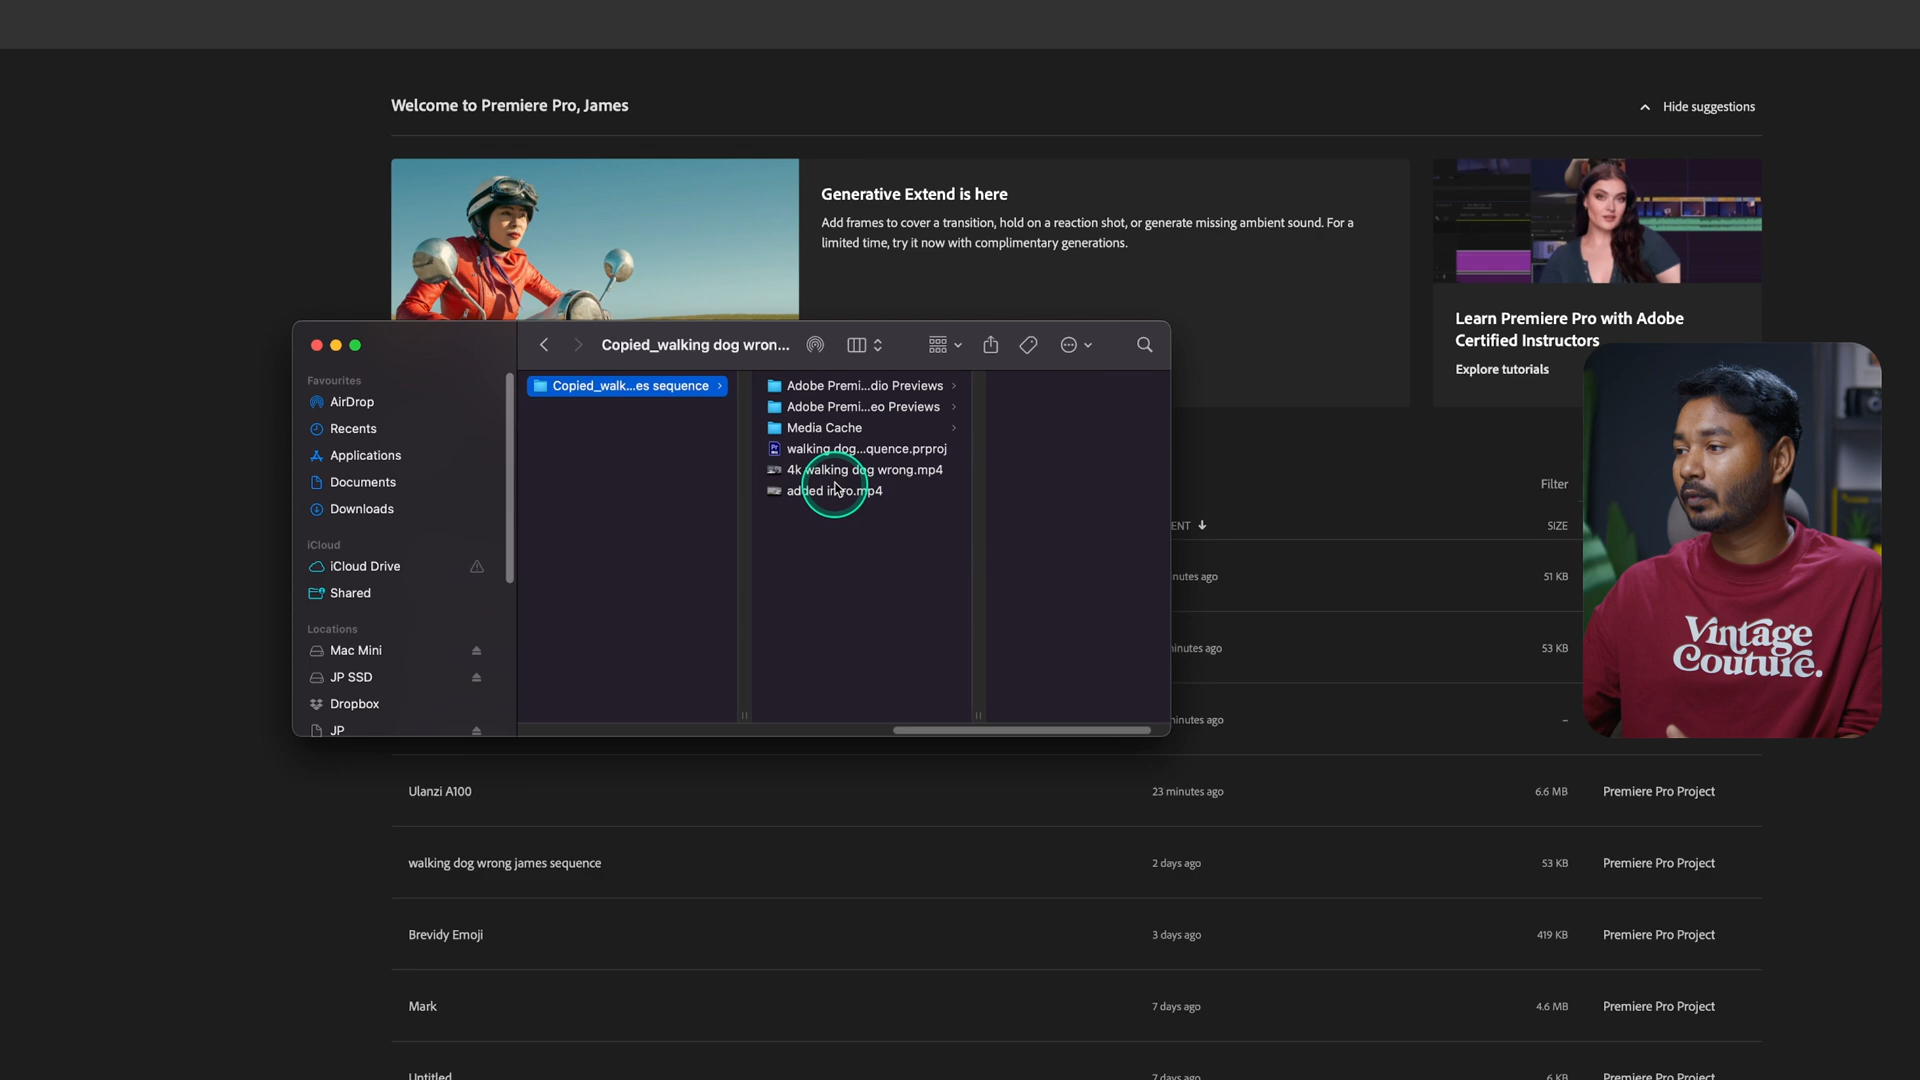 Welcome to Premiere Pro, James
Hide suggestions
Generative Extend is here
Add frames to cover a transition, hold on a reaction shot, or generate missing ambient sound. For a
limited time, try it now with complimentary generations.
Learn Premiere Pro with Adobe
Certified Instructors
Explore tutorials
Copied_walking dog wron...
Favourites
AirDrop
Recents
Applications
Documents
Downloads
iCloud
iCloud Drive
Shared
Locations
Mac Mini
JP SSD
Dropbox
JP
Copied_walk...es sequence
Adobe Premi...dio Previews
Adobe Premi...eo Previews
Media Cache
walking dog...quence.prproj
4k walking dog wrong.mp4
added intro.mp4
Filter
ENT SIZE
nutes ago 51 KB
inutes ago 53 KB
inutes ago –
Vintage
Couture.
Ulanzi A100 23 minutes ago 6.6 MB Premiere Pro Project
walking dog wrong james sequence 2 days ago 53 KB Premiere Pro Project
Brevidy Emoji 3 days ago 419 KB Premiere Pro Project
Mark 7 days ago 4.6 MB Premiere Pro Project
Untitled 7 days ago 6 KB Premiere Pro Project